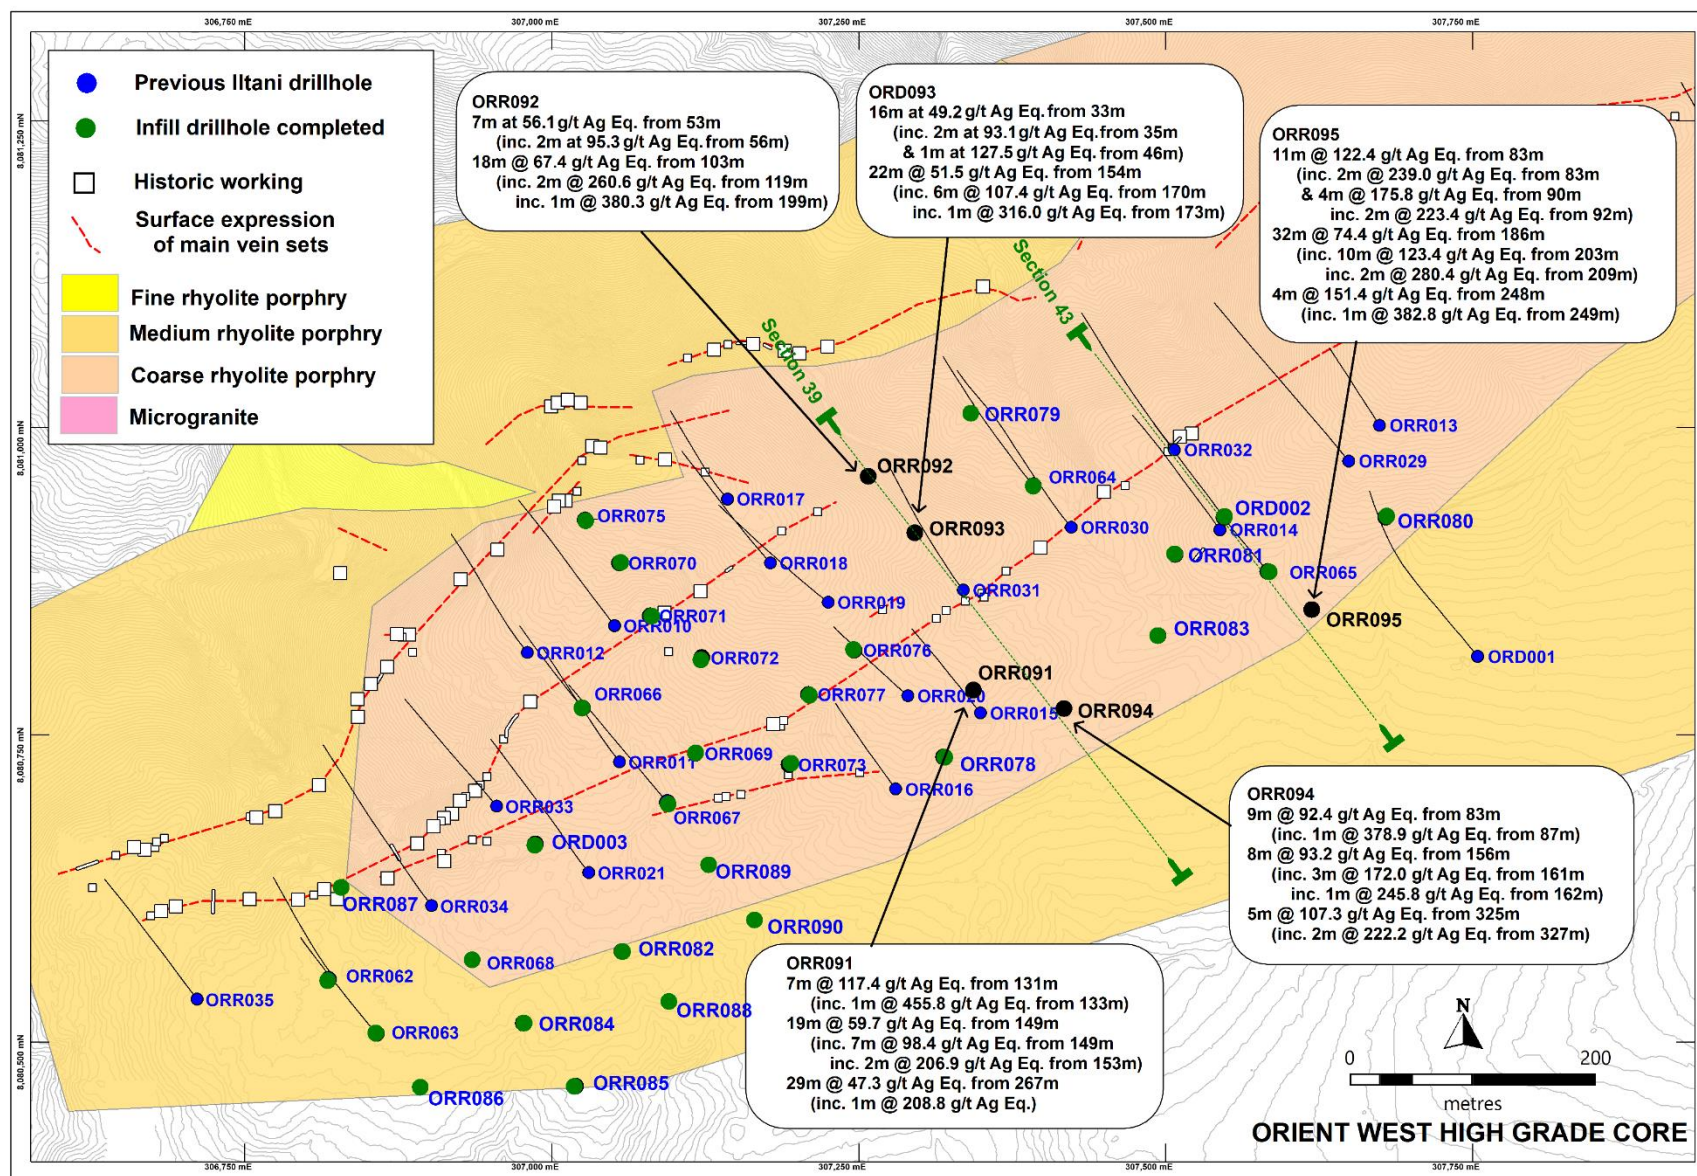 306,750 mE
307,000 mE
307,250 mE
307,500 mE
307,750 mE
8,081,250 mN
8,081,000 mN
8,080,750 mN
8,080,500 mN
Previous Iltani drillhole
Infill drillhole completed
Historic working
Surface expression
of main vein sets
Fine rhyolite porphry
Medium rhyolite porphry
Coarse rhyolite porphry
Microgranite
ORR092
7m at 56.1 g/t Ag Eq. from 53m
(inc. 2m at 95.3 g/t Ag Eq. from 56m)
18m @ 67.4 g/t Ag Eq. from 103m
(inc. 2m @ 260.6 g/t Ag Eq. from 119m
inc. 1m @ 380.3 g/t Ag Eq. from 199m)
ORD093
16m at 49.2 g/t Ag Eq. from 33m
(inc. 2m at 93.1 g/t Ag Eq. from 35m
& 1m at 127.5 g/t Ag Eq. from 46m)
22m @ 51.5 g/t Ag Eq. from 154m
(inc. 6m @ 107.4 g/t Ag Eq. from 170m
inc. 1m @ 316.0 g/t Ag Eq. from 173m)
ORR095
11m @ 122.4 g/t Ag Eq. from 83m
(inc. 2m @ 239.0 g/t Ag Eq. from 83m
& 4m @ 175.8 g/t Ag Eq. from 90m
inc. 2m @ 223.4 g/t Ag Eq. from 92m)
32m @ 74.4 g/t Ag Eq. from 186m
(inc. 10m @ 123.4 g/t Ag Eq. from 203m
inc. 2m @ 280.4 g/t Ag Eq. from 209m)
4m @ 151.4 g/t Ag Eq. from 248m
(inc. 1m @ 382.8 g/t Ag Eq. from 249m)
Section 39
Section 43
ORR079
ORR013
ORR032
ORR029
ORR092
ORR064
ORR017
ORR075
ORD002
ORR080
ORR030
ORR014
ORR093
ORR081
ORR070
ORR018
ORR065
ORR031
ORR019
ORR095
ORR071
ORR010
ORR083
ORR012
ORR076
ORR072
ORD001
ORR091
ORR077
ORR020
ORR066
ORR015
ORR094
ORR069
ORR011
ORR073
ORR078
ORR016
ORR033
ORR067
ORD003
ORR089
ORR021
ORR087
ORR034
ORR090
ORR082
ORR068
ORR062
ORR035
ORR088
ORR084
ORR063
ORR085
ORR086
ORR094
9m @ 92.4 g/t Ag Eq. from 83m
(inc. 1m @ 378.9 g/t Ag Eq. from 87m)
8m @ 93.2 g/t Ag Eq. from 156m
(inc. 3m @ 172.0 g/t Ag Eq. from 161m
inc. 1m @ 245.8 g/t Ag Eq. from 162m)
5m @ 107.3 g/t Ag Eq. from 325m
(inc. 2m @ 222.2 g/t Ag Eq. from 327m)
ORR091
7m @ 117.4 g/t Ag Eq. from 131m
(inc. 1m @ 455.8 g/t Ag Eq. from 133m)
19m @ 59.7 g/t Ag Eq. from 149m
(inc. 7m @ 98.4 g/t Ag Eq. from 149m
inc. 2m @ 206.9 g/t Ag Eq. from 153m)
29m @ 47.3 g/t Ag Eq. from 267m
(inc. 1m @ 208.8 g/t Ag Eq.)
N
0 200
metres
ORIENT WEST HIGH GRADE CORE
306,750 mE
307,000 mE
307,250 mE
307,500 mE
307,750 mE